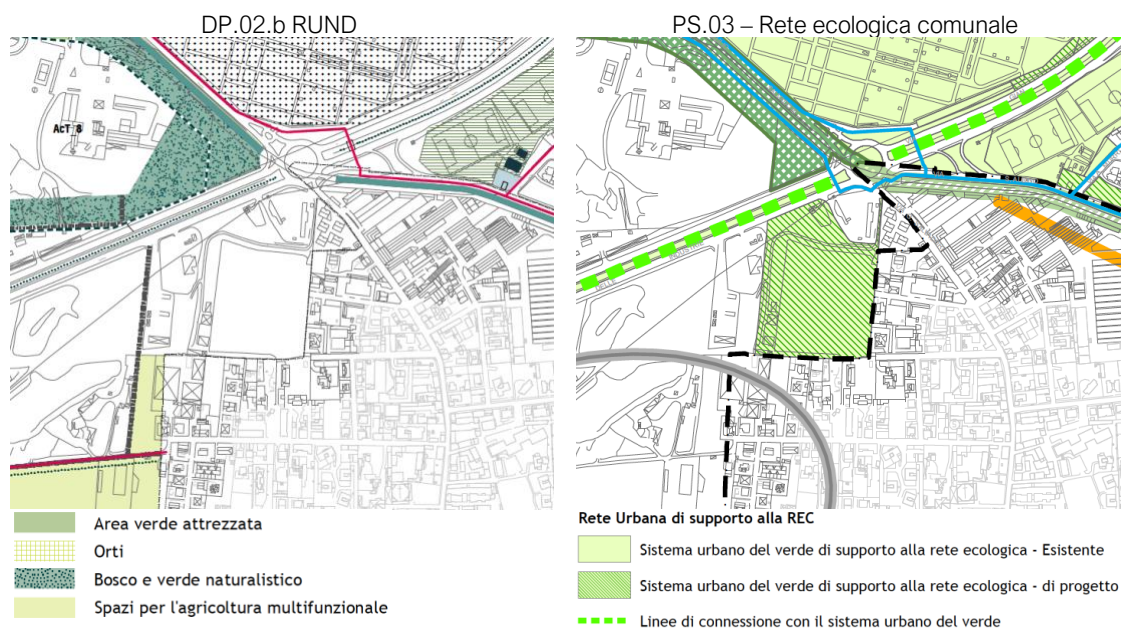 DP.02.b RUND
PS.03 – Rete ecologica comunale
AcT 8
Area verde attrezzata
Orti
Bosco e verde naturalistico
Spazi per l'agricoltura multifunzionale
Rete Urbana di supporto alla REC
Sistema urbano del verde di supporto alla rete ecologica - Esistente
Sistema urbano del verde di supporto alla rete ecologica - di progetto
Linee di connessione con il sistema urbano del verde